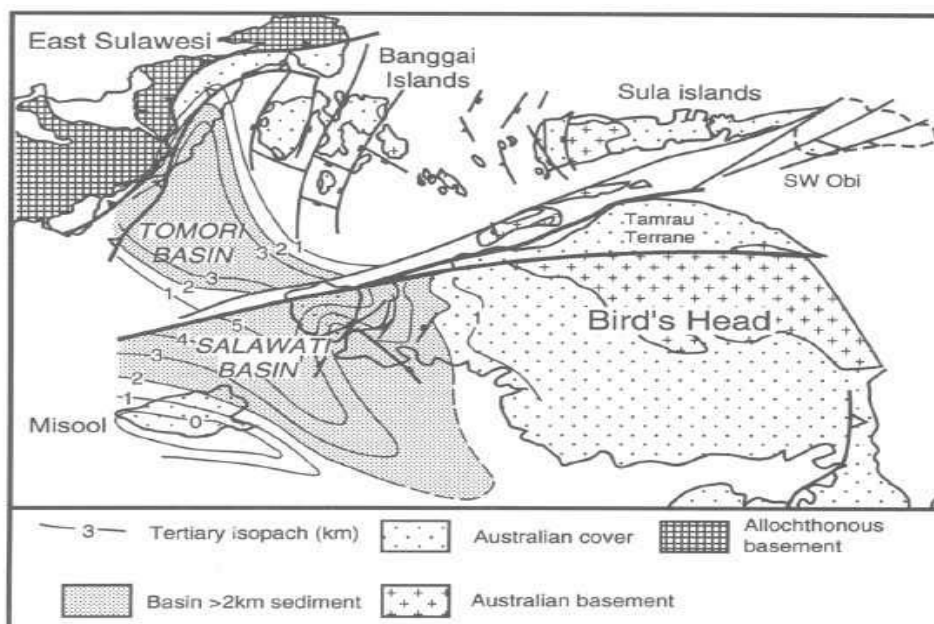 East Sulawesi
Banggai
Islands
Sula islands
SW Obi
Tamrau
Terrane
TOMORI
BASIN
3 2 1
3
2
1
Bird's Head
1
5
4
SALAWATI
BASIN
3
2
1
0
Misool
3 Tertiary isopach (km)
Australian cover
Allochthonous
basement
Basin >2km sediment
Australian basement